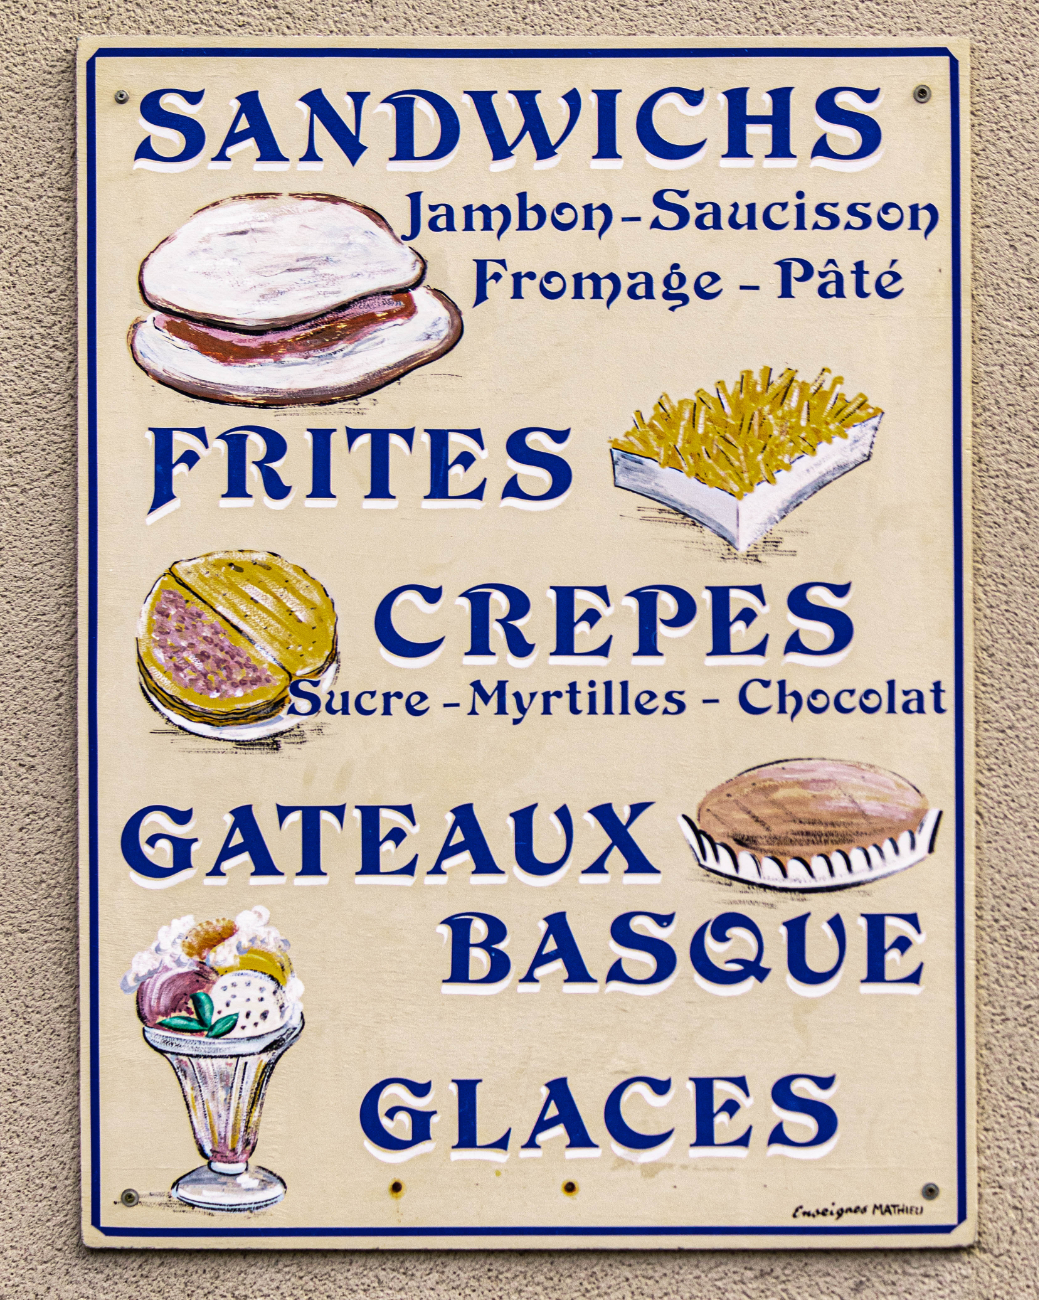 SANDWICHS
Jambon - Saucisson
Fromage - Pâté
FRITES
CREPES
Sucre - Myrtilles - Chocolat
GATEAUX
BASQUE
GLACES
Enseignes MATHIEU